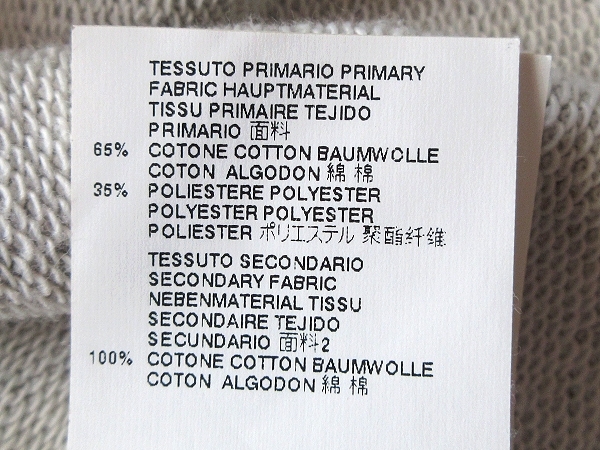 TESSUTO PRIMARIO PRIMARY
FABRIC HAUPTMATERIAL
TISSU PRIMAIRE TEJIDO
PRIMARIO 面料
65% COTONE COTTON BAUMWOLLE
COTON ALGODON 綿 棉
35% POLIESTERE POLYESTER
POLYESTER POLYESTER
POLIESTER ポリエステル 聚酯纤维
TESSUTO SECONDARIO
SECONDARY FABRIC
NEBENMATERIAL TISSU
SECONDAIRE TEJIDO
SECUNDARIO 面料2
100% COTONE COTTON BAUMWOLLE
COTON ALGODON 綿 棉